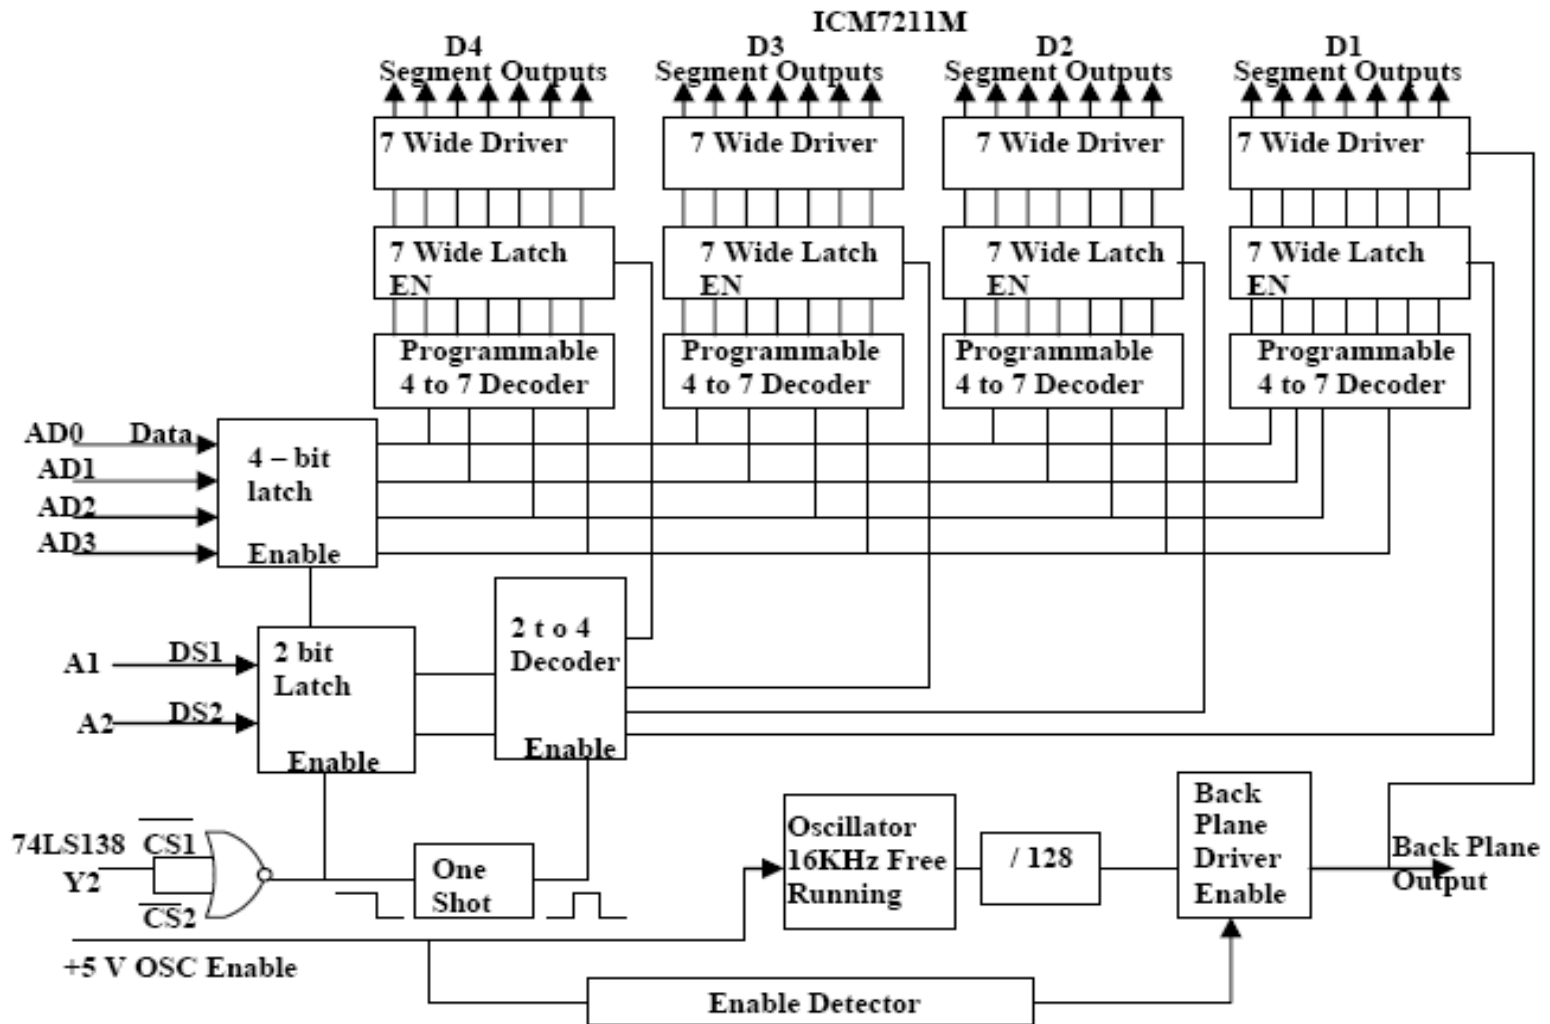 ICM7211M
D4 D3 D2 D1
Segment Outputs Segment Outputs Segment Outputs Segment Outputs
7 Wide Driver 7 Wide Driver 7 Wide Driver 7 Wide Driver
7 Wide Latch 7 Wide Latch 7 Wide Latch 7 Wide Latch
EN EN EN EN
Programmable Programmable Programmable Programmable
4 to 7 Decoder 4 to 7 Decoder 4 to 7 Decoder 4 to 7 Decoder
AD0 Data
AD1
AD2
AD3
4 – bit
latch
Enable
A1 DS1
A2 DS2
2 bit
Latch
Enable
2 t o 4
Decoder
Enable
74LS138
Y2
CS1
CS2
One
Shot
Oscillator
16KHz Free
Running
/ 128
Back
Plane
Driver
Enable
Back Plane
Output
+5 V OSC Enable
Enable Detector